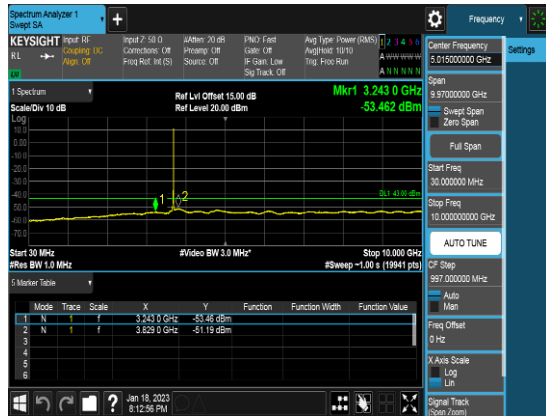 Spectrum Analyzer 1
Swept SA
+
Frequency
KEYSIGHT
RL
Input: RF
Coupling: DC
Align: Off
Input Z: 50 Ω
Corrections: Off
Freq Ref: Int (S)
#Atten: 20 dB
Preamp: Off
Source: Off
PNO: Fast
Gate: Off
IF Gain: Low
Sig Track: Off
Avg Type: Power (RMS)
Avg|Hold: 10/10
Trig: Free Run
1 2 3 4 5 6
A W W W W W
A N N N N N
1 Spectrum
Scale/Div 10 dB
Log
Ref Lvl Offset 15.00 dB
Ref Level 20.00 dBm
Mkr1 3.243 0 GHz
-53.462 dBm
10.0
0.00
-10.0
-20.0
-30.0
-40.0
-50.0
-60.0
-70.0
1
2
DL1 -43.00 dBm
Start 30 MHz
#Res BW 1.0 MHz
#Video BW 3.0 MHz*
Stop 10.000 GHz
#Sweep ~1.00 s (19941 pts)
5 Marker Table
Mode Trace Scale X Y Function Function Width Function Value
1 N 1 f 3.243 0 GHz -53.46 dBm
2 N 1 f 3.829 0 GHz -51.19 dBm
3
4
5
6
Jan 18, 2023
8:12:56 PM
Center Frequency
5.015000000 GHz
Settings
Span
9.97000000 GHz
Swept Span
Zero Span
Full Span
Start Freq
30.000000 MHz
Stop Freq
10.000000000 GHz
AUTO TUNE
CF Step
997.000000 MHz
Auto
Man
Freq Offset
0 Hz
X Axis Scale
Log
Lin
Signal Track
(Span Zoom)